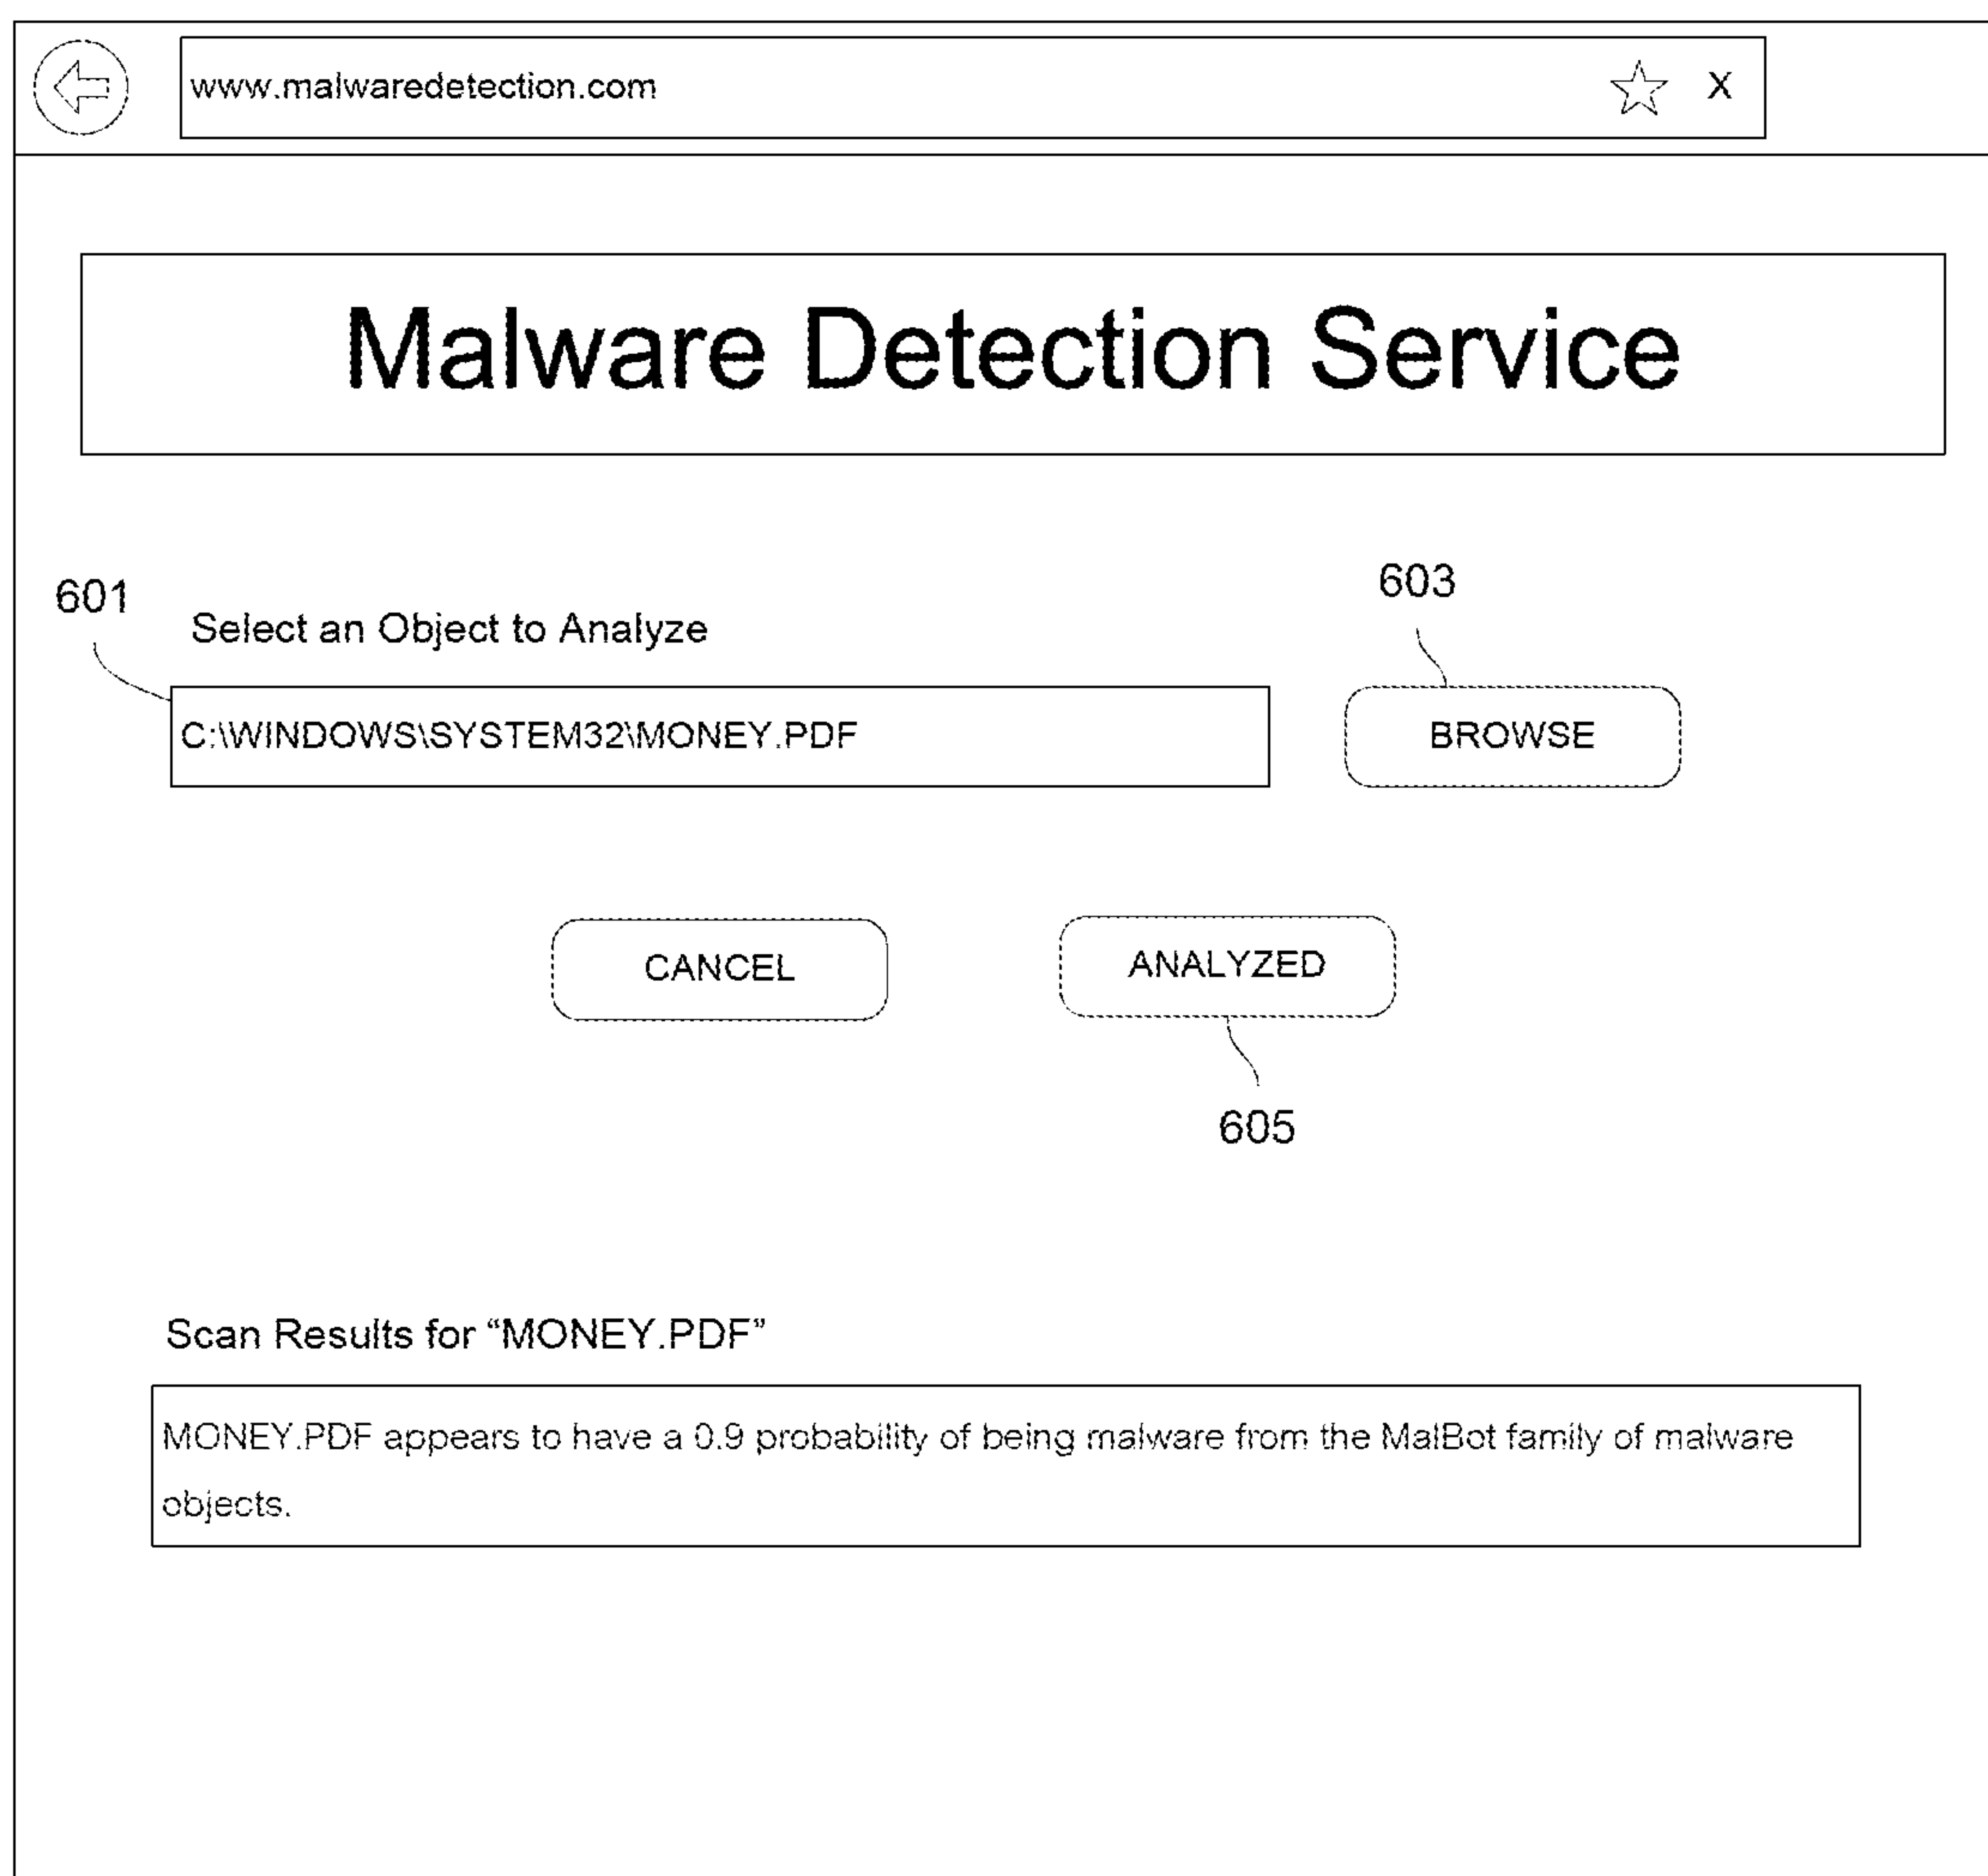 www.malwaredetection.com X
Malware Detection Service
601
Select an Object to Analyze
603
C:\WINDOWS\SYSTEM32\MONEY.PDF
BROWSE
CANCEL
ANALYZED
605
Scan Results for “MONEY.PDF”
MONEY.PDF appears to have a 0.9 probability of being malware from the MalBot family of malware
objects.